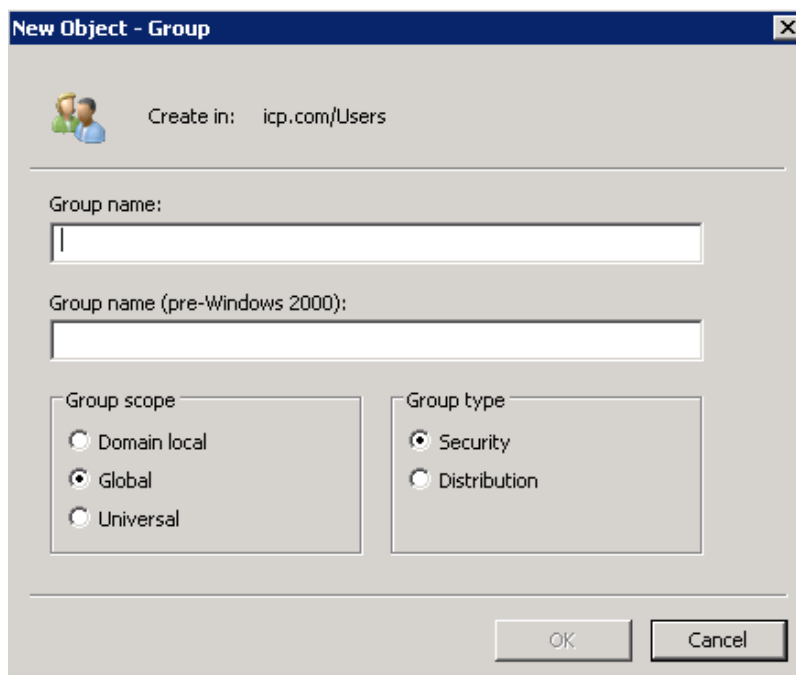 New Object - Group
Create in: icp.com/Users
Group name:
Group name (pre-Windows 2000):
Group scope
Domain local
Global
Universal
Group type
Security
Distribution
OK
Cancel